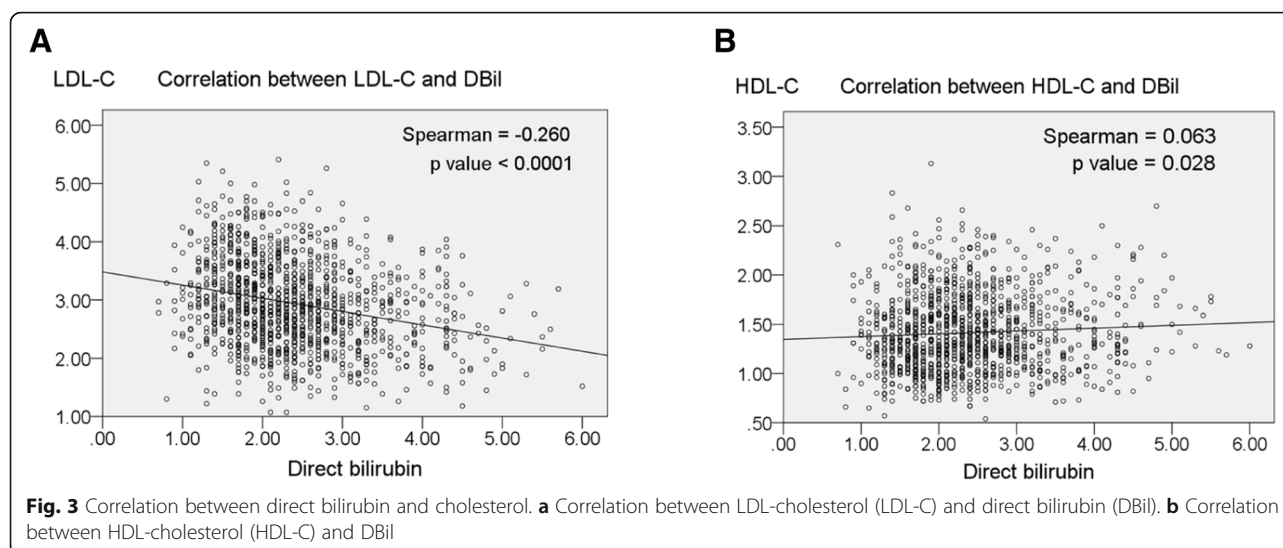 A
LDL-C Correlation between LDL-C and DBil
Spearman = -0.260
p value < 0.0001
6.00
5.00
4.00
3.00
2.00
1.00
.00 1.00 2.00 3.00 4.00 5.00 6.00
Direct bilirubin
B
HDL-C Correlation between HDL-C and DBil
Spearman = 0.063
p value = 0.028
3.50
3.00
2.50
2.00
1.50
1.00
.50
.00 1.00 2.00 3.00 4.00 5.00 6.00
Direct bilirubin
Fig. 3 Correlation between direct bilirubin and cholesterol. a Correlation between LDL-cholesterol (LDL-C) and direct bilirubin (DBil). b Correlation
between HDL-cholesterol (HDL-C) and DBil